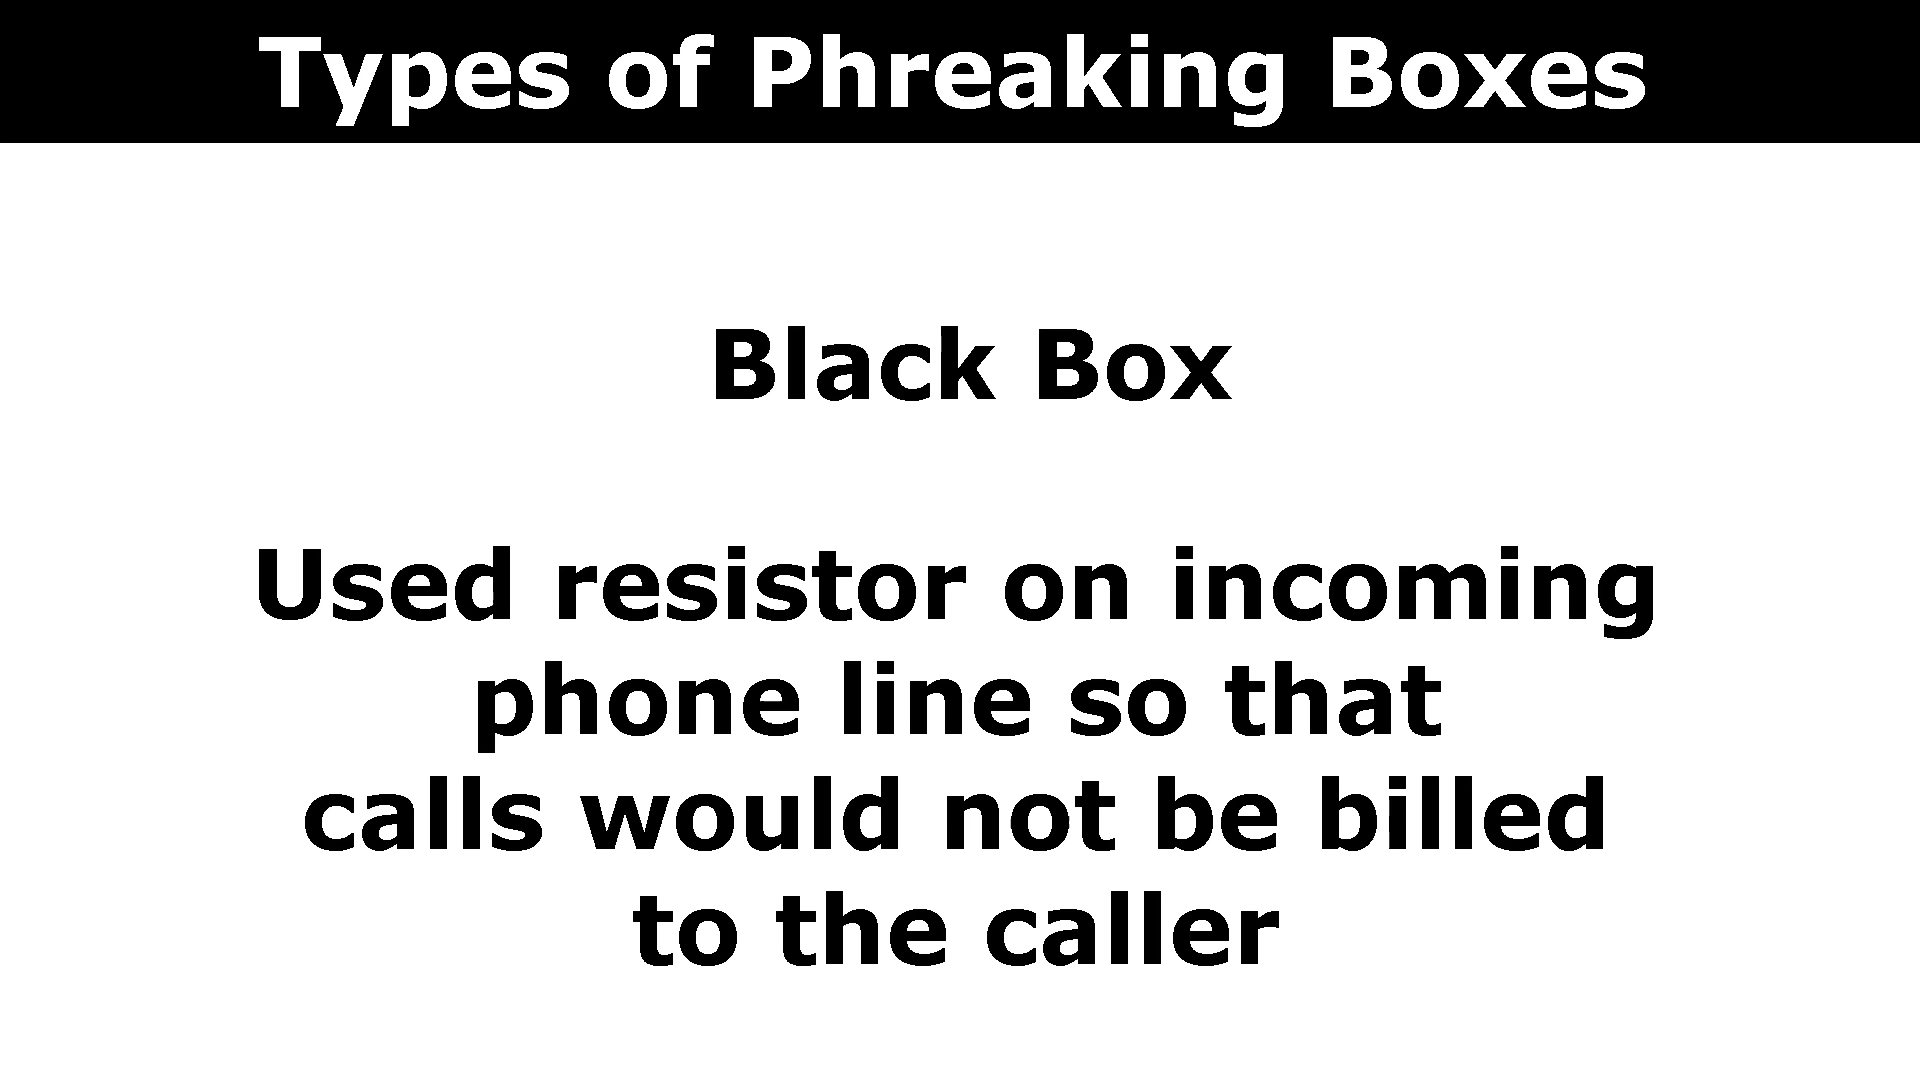 Types of Phreaking Boxes
Black Box
Used resistor on incoming
phone line so that
calls would not be billed
to the caller